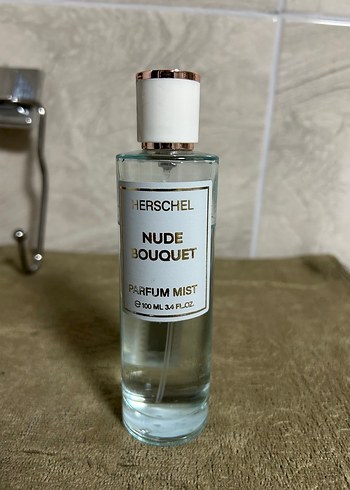 HERSCHEL
NUDE
BOUQUET
PARFUM MIST
℮ 100 ML 3.4 FL.OZ.